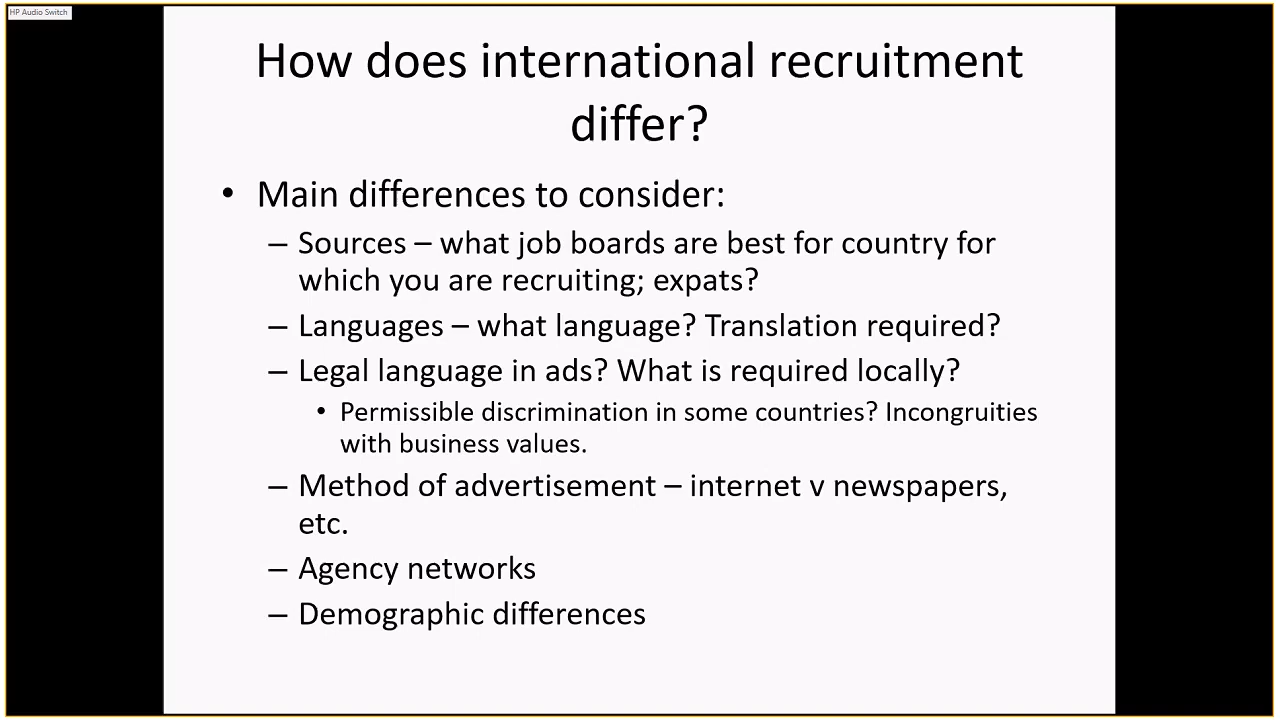 HP Audio Switch
How does international recruitment
differ?
• Main differences to consider:
– Sources – what job boards are best for country for
which you are recruiting; expats?
– Languages – what language? Translation required?
– Legal language in ads? What is required locally?
• Permissible discrimination in some countries? Incongruities
with business values.
– Method of advertisement – internet v newspapers,
etc.
– Agency networks
– Demographic differences